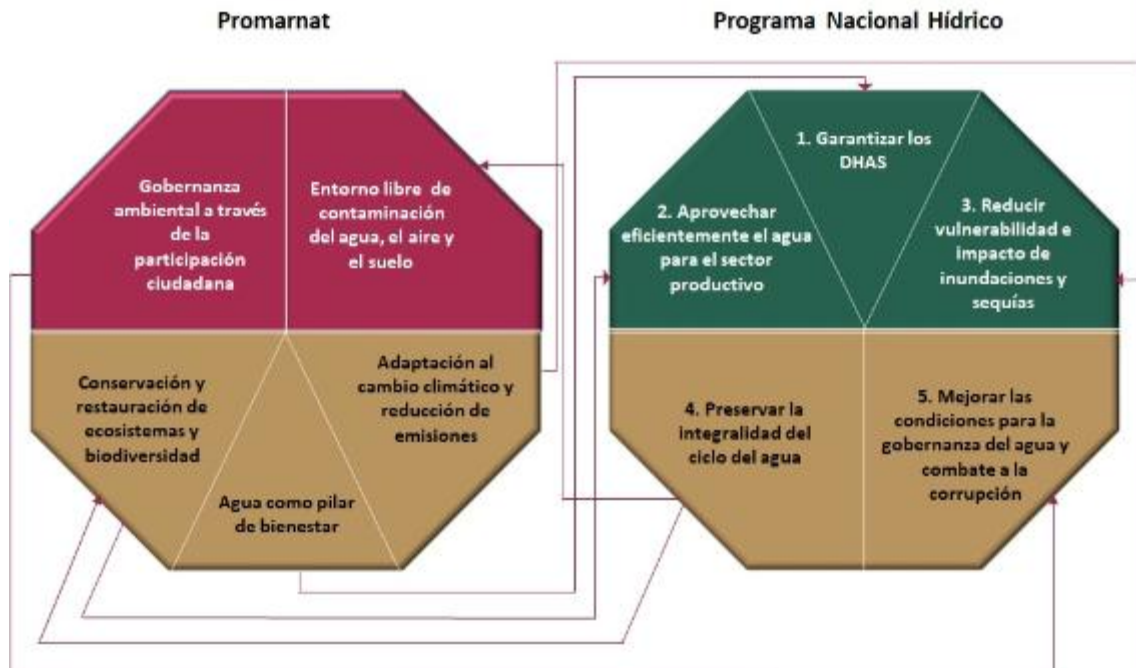 Promarnat
Programa Nacional Hídrico
Gobernanza
ambiental a través
de la
participación
ciudadana
Entorno libre de
contaminación
del agua, el aire y
el suelo
Conservación y
restauración de
ecosistemas y
biodiversidad
Agua como pilar
de bienestar
Adaptación al
cambio climático y
reducción de
emisiones
1. Garantizar los
DHAS
2. Aprovechar
eficientemente el agua
para el sector
productivo
3. Reducir
vulnerabilidad e
impacto de
inundaciones y
sequías
4. Preservar la
integralidad del
ciclo del agua
5. Mejorar las
condiciones para la
gobernanza del agua y
combate a la
corrupción